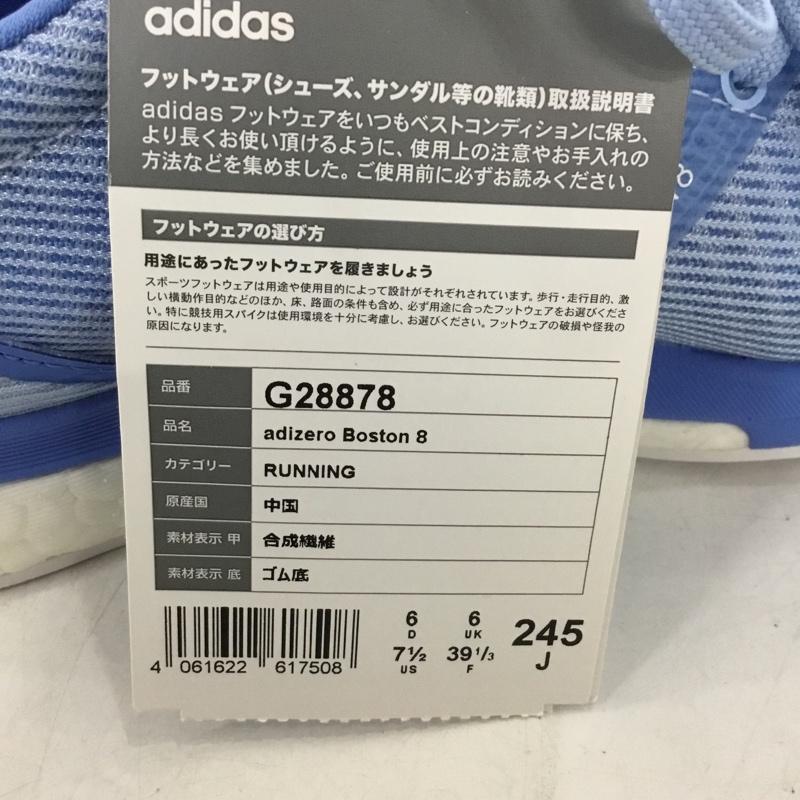 adidas
フットウェア(シューズ、サンダル等の靴類)取扱説明書
adidas フットウェアをいつもベストコンディションに保ち、
より長くお使い頂けるように、使用上の注意やお手入れの
方法などを集めました。ご使用前に必ずお読みください。
フットウェアの選び方
用途にあったフットウェアを履きましょう
スポーツフットウェアは用途や使用目的によって設計がそれぞれされています。歩行・走行目的、激
しい横動作目的などのほか、床、路面の条件も含め、必ず用途に合ったフットウェアをお選びくださ
い。特に競技用スパイクは使用環境を十分に考慮し、お選びください。フットウェアの破損や怪我の
原因になります。
品番 G28878
品名 adizero Boston 8
カテゴリー RUNNING
原産国 中国
素材表示 甲 合成繊維
素材表示 底 ゴム底
6 6 245
D UK J
7½ 39 1/3
US F
4 061622 617508